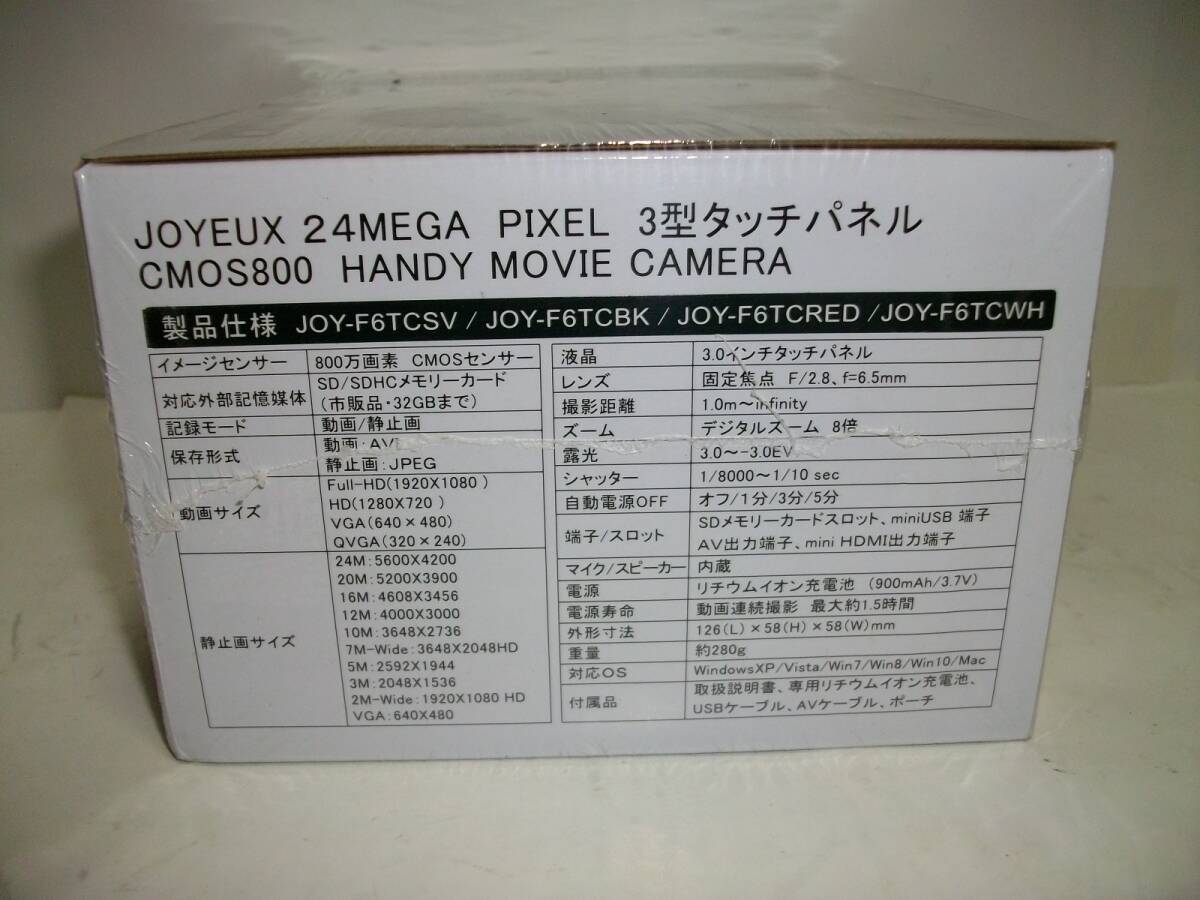 JOYEUX 24MEGA PIXEL 3型タッチパネル
CMOS800 HANDY MOVIE CAMERA
製品仕様 JOY-F6TCSV / JOY-F6TCBK / JOY-F6TCRED /JOY-F6TCWH
イメージセンサー 800万画素 CMOSセンサー
対応外部記憶媒体 SD/SDHCメモリーカード
(市販品・32GBまで)
記録モード 動画/静止画
保存形式 動画:AVI
静止画:JPEG
動画サイズ Full-HD(1920X1080 )
HD(1280X720 )
VGA(640×480)
QVGA(320×240)
静止画サイズ 24M:5600X4200
20M:5200X3900
16M:4608X3456
12M:4000X3000
10M:3648X2736
7M-Wide:3648X2048HD
5M:2592X1944
3M:2048X1536
2M-Wide:1920X1080 HD
VGA:640X480
液晶 3.0インチタッチパネル
レンズ 固定焦点 F/2.8、f=6.5mm
撮影距離 1.0m~infinity
ズーム デジタルズーム 8倍
露光 3.0~-3.0EV
シャッター 1/8000~1/10 sec
自動電源OFF オフ/1分/3分/5分
端子/スロット SDメモリーカードスロット、miniUSB 端子
AV出力端子、mini HDMI出力端子
マイク/スピーカー 内蔵
電源 リチウムイオン充電池 (900mAh/3.7V)
電源寿命 動画連続撮影 最大約1.5時間
外形寸法 126(L)×58(H)×58(W)mm
重量 約280g
対応OS WindowsXP/Vista/Win7/Win8/Win10/Mac
付属品 取扱説明書、専用リチウムイオン充電池、
USBケーブル、AVケーブル、ポーチ